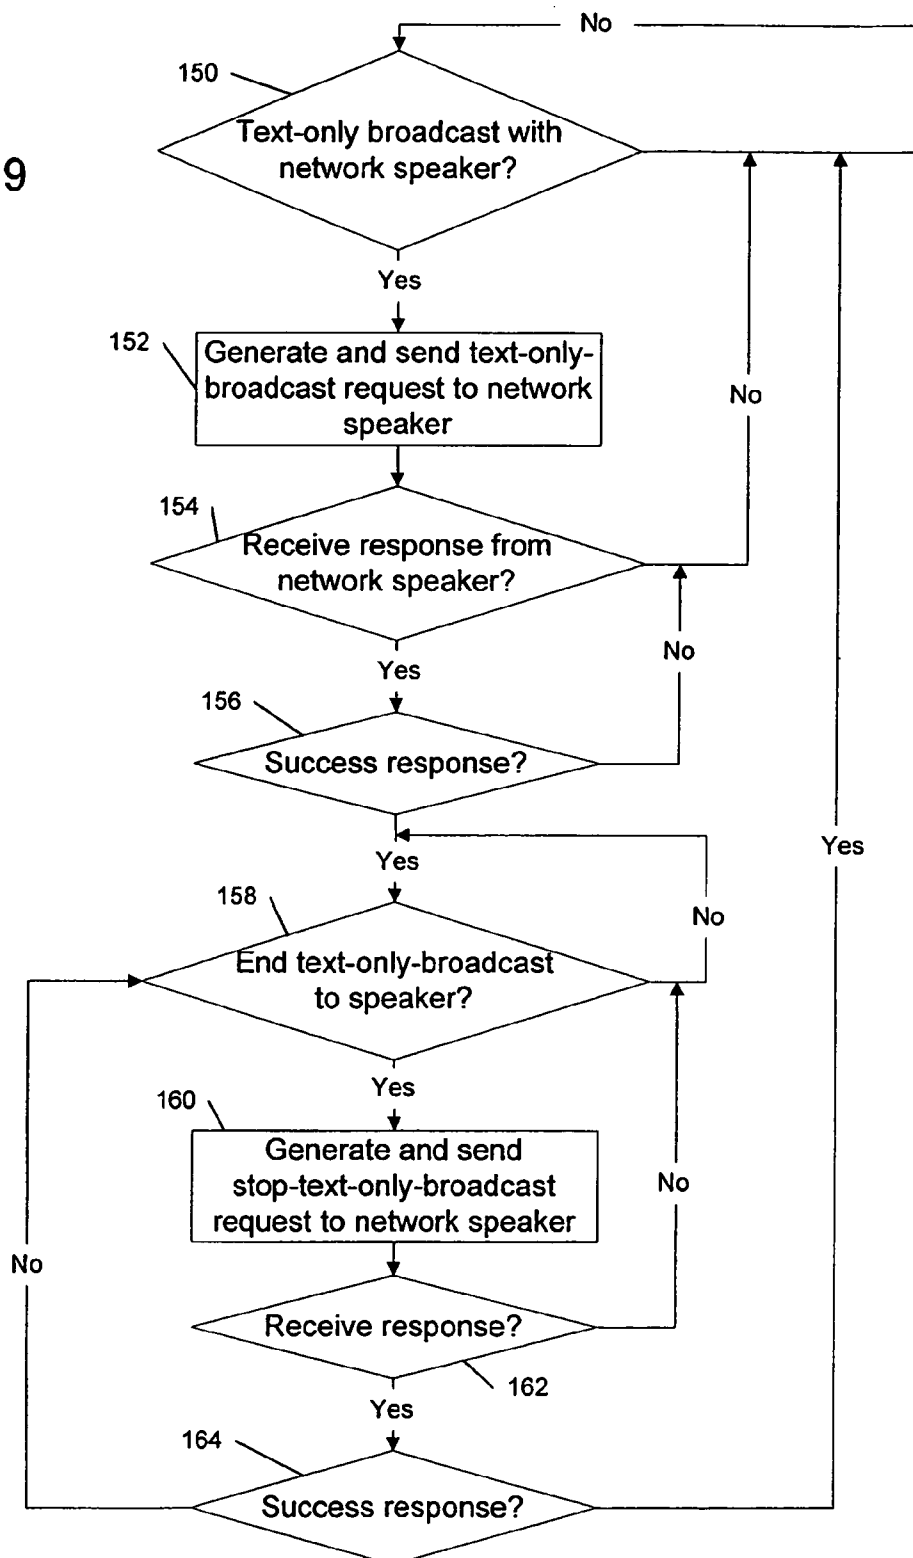 No
150
Text-only broadcast with
network speaker?
9
Yes
152
Generate and send text-only-
broadcast request to network
speaker
No
154
Receive response from
network speaker?
No
Yes
156
Success response?
Yes
Yes
158
No
End text-only-broadcast
to speaker?
Yes
160
Generate and send
stop-text-only-broadcast
request to network speaker
No
No
Receive response?
162
Yes
164
Success response?